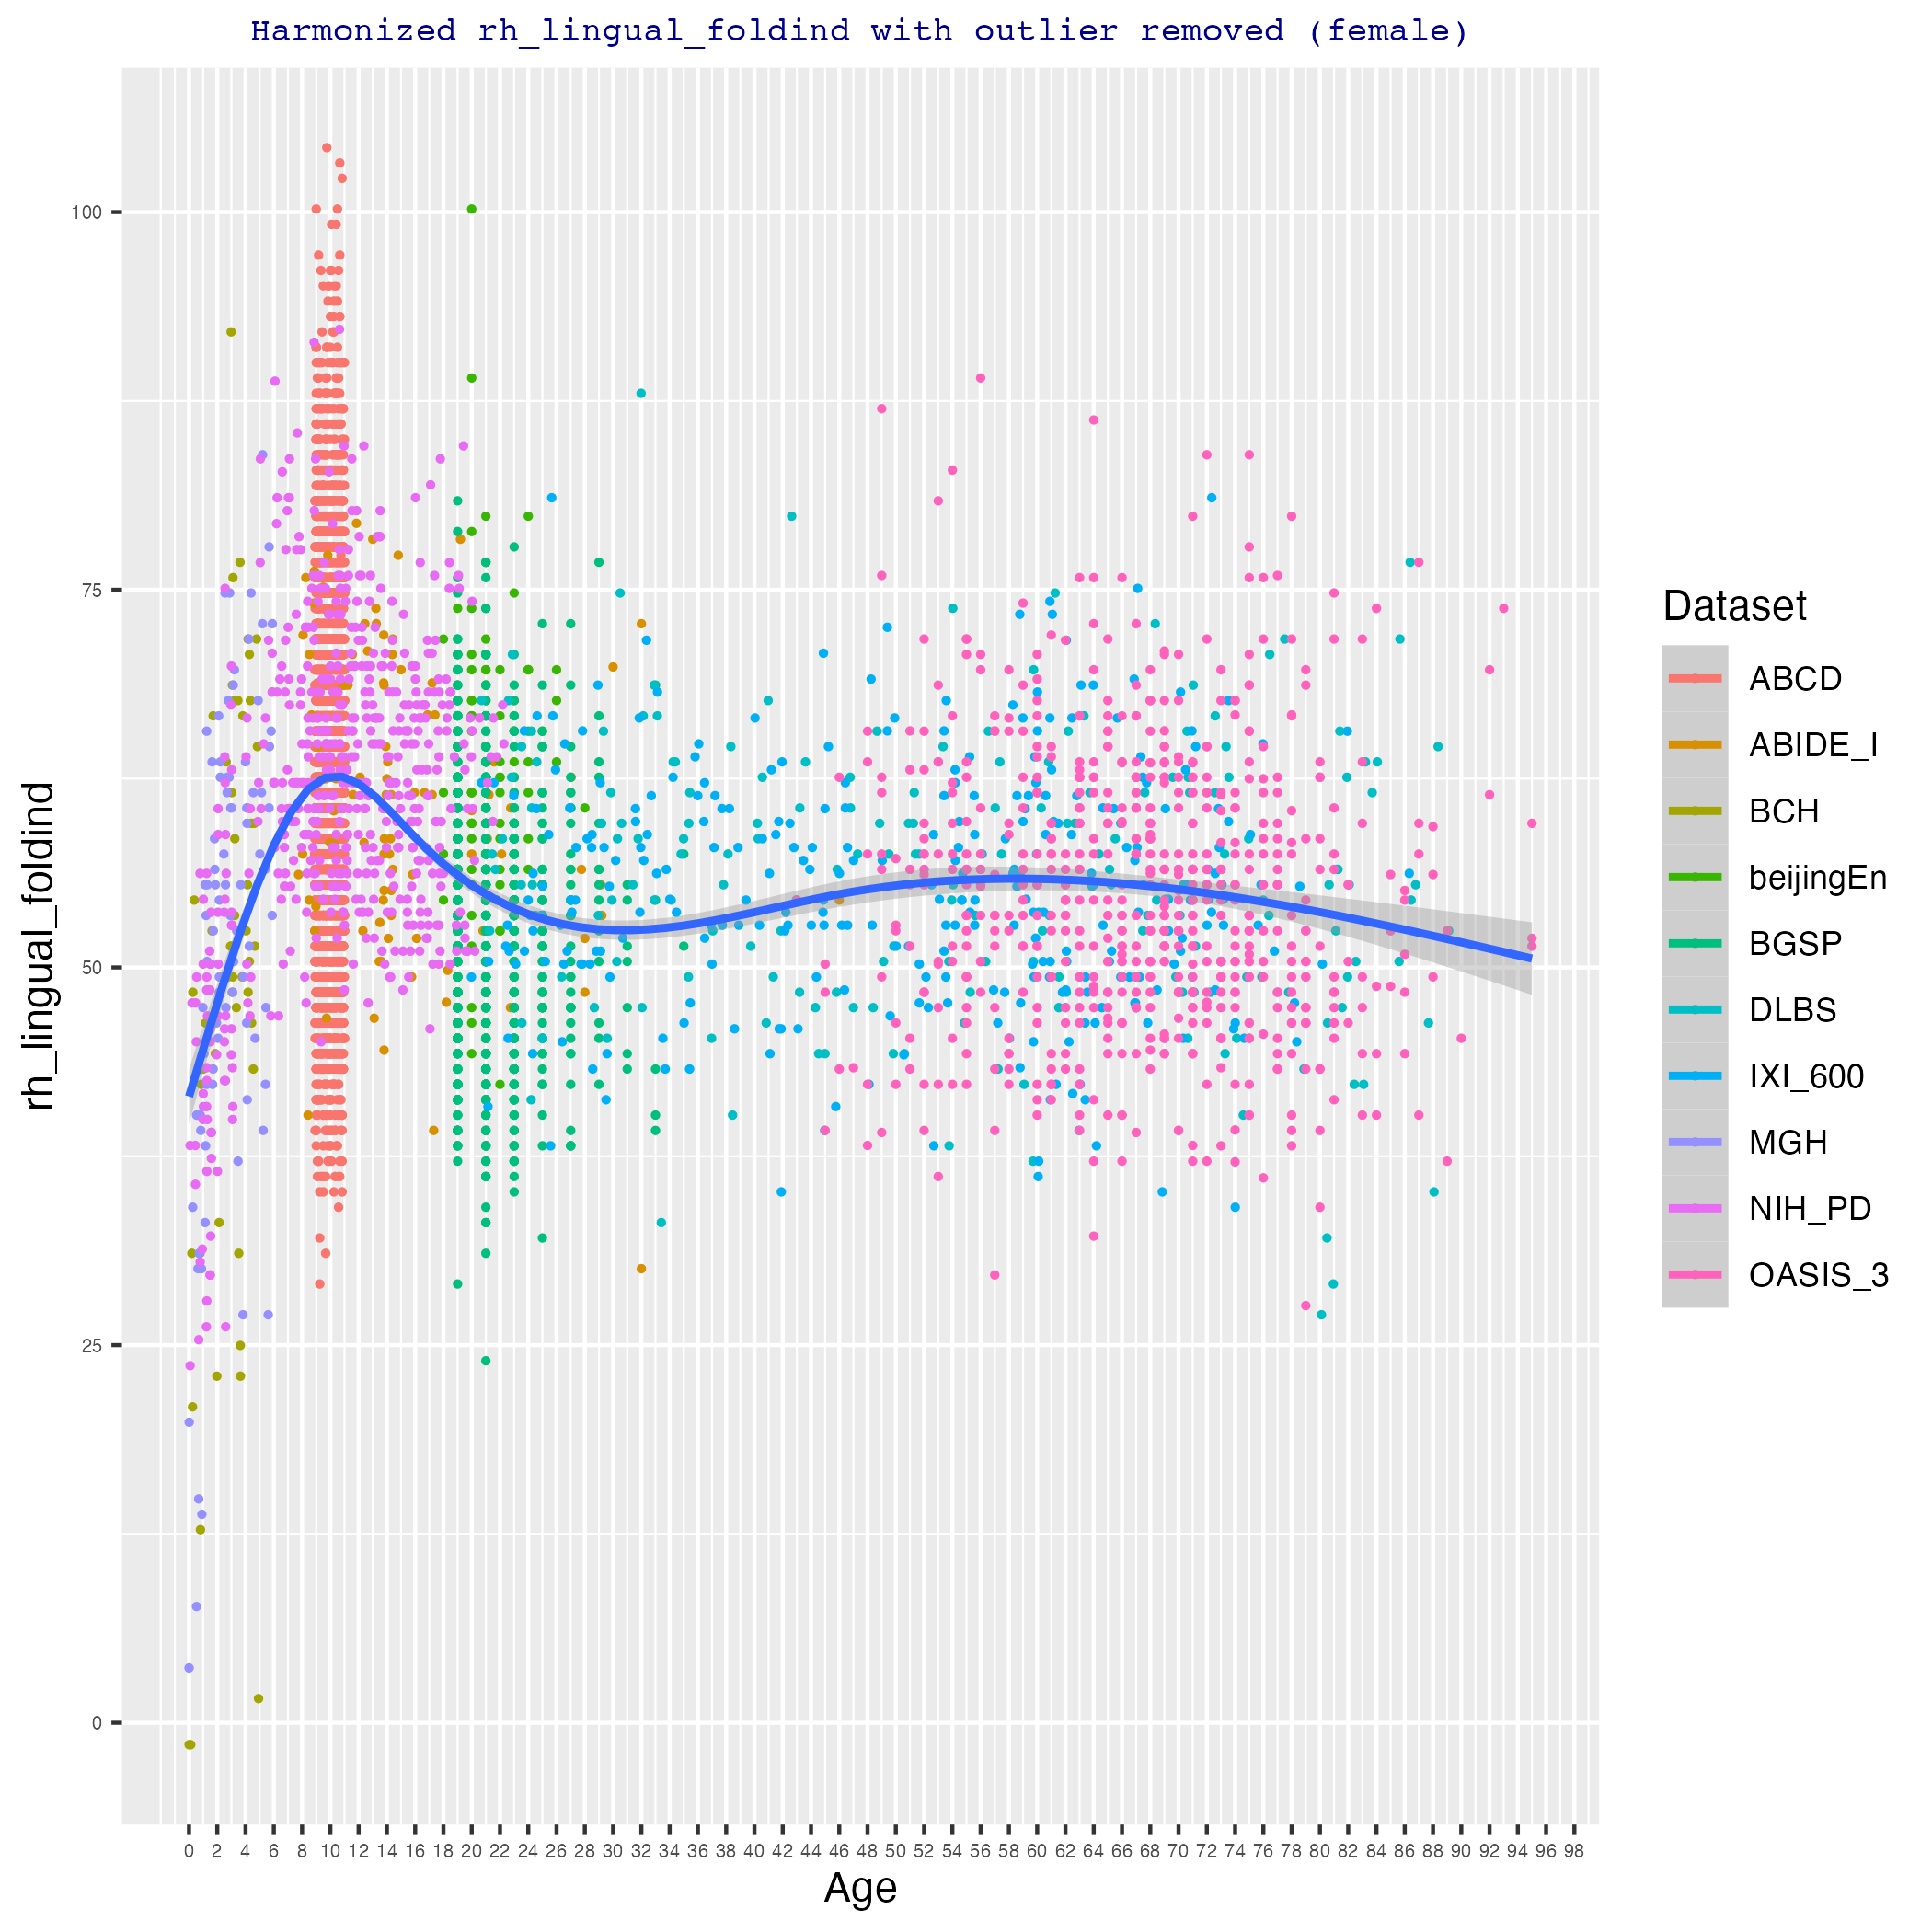 Harmonized rh_lingual_foldind with outlier removed (female)
100
75
50
25
0
rh_lingual_foldind
0 2 4 6 8 10 12 14 16 18 20 22 24 26 28 30 32 34 36 38 40 42 44 46 48 50 52 54 56 58 60 62 64 66 68 70 72 74 76 78 80 82 84 86 88 90 92 94 96 98
Age
Dataset
ABCD
ABIDE_I
BCH
beijingEn
BGSP
DLBS
IXI_600
MGH
NIH_PD
OASIS_3